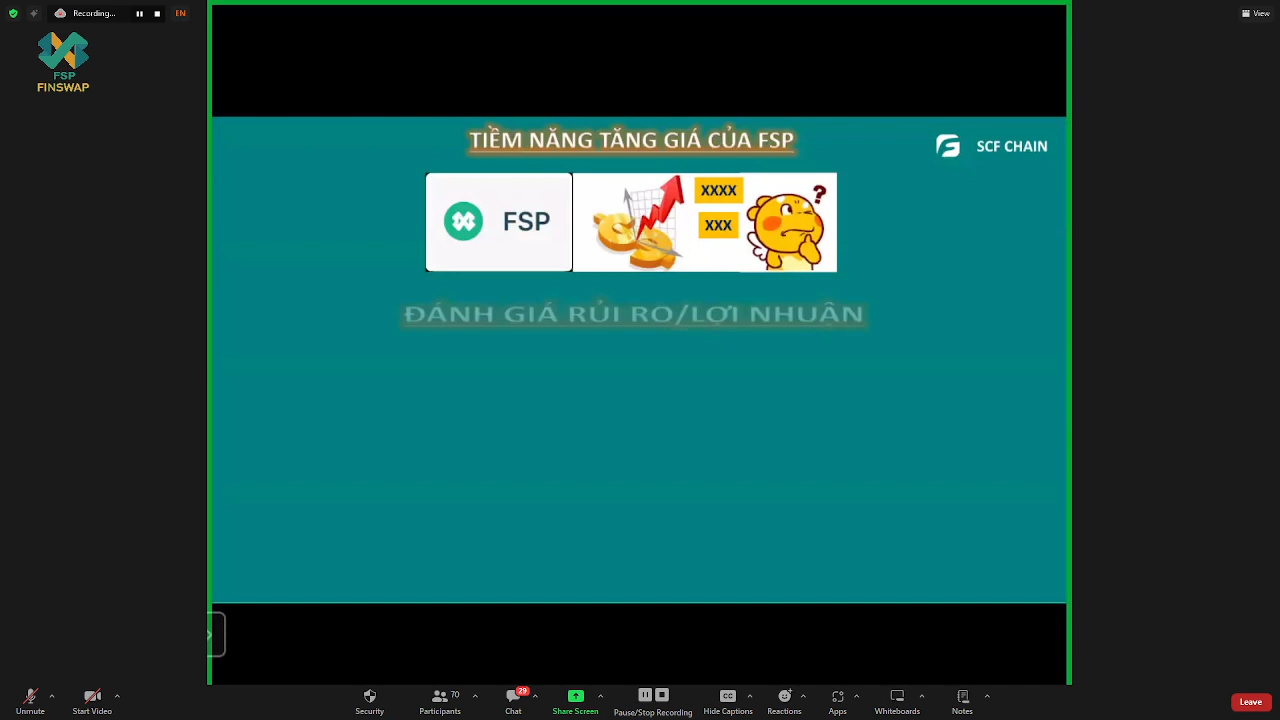 Recording...
EN
View
FSP
FINSWAP
TIỀM NĂNG TĂNG GIÁ CỦA FSP
SCF CHAIN
FSP
XXXX
XXX
?
ĐÁNH GIÁ RỦI RO/LỢI NHUẬN
Unmute
Start Video
Security
70
Participants
29
Chat
Share Screen
Pause/Stop Recording
CC
Hide Captions
Reactions
Apps
Whiteboards
Notes
Leave